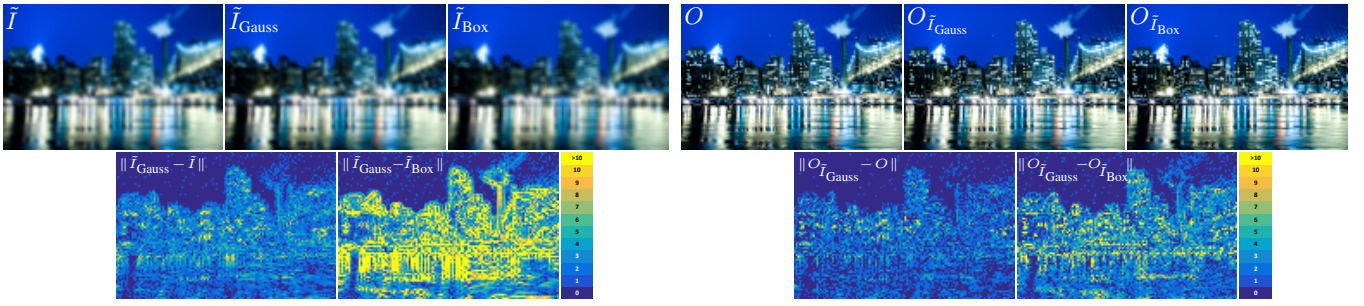 Ĩ
Ĩ_Gauss
Ĩ_Box
O
O_Ĩ_Gauss
O_Ĩ_Box
‖ Ĩ_Gauss − Ĩ ‖
‖ Ĩ_Gauss − Ĩ_Box ‖
>10
10
9
8
7
6
5
4
3
2
1
0
‖ O_Ĩ_Gauss − O ‖
‖ O_Ĩ_Gauss − O_Ĩ_Box ‖
>10
10
9
8
7
6
5
4
3
2
1
0